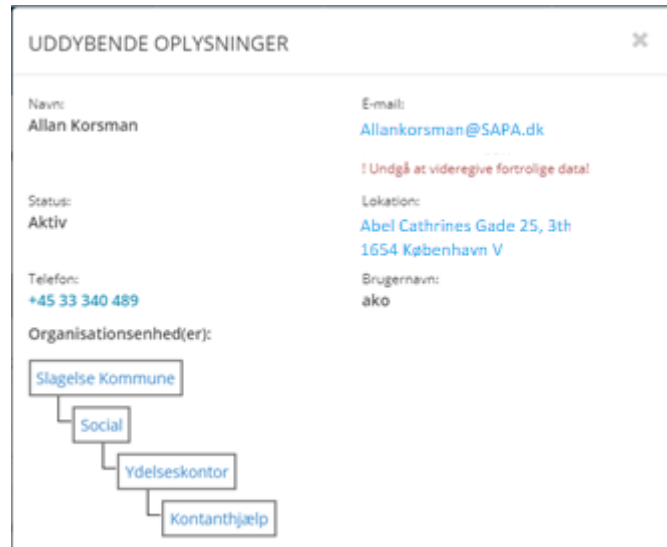 UDDYBENDE OPLYSNINGER
Navn:
Allan Korsman
E-mail:
Allankorsman@SAPA.dk
! Undgå at videregive fortrolige data!
Status:
Aktiv
Lokation:
Abel Cathrines Gade 25, 3th
1654 København V
Telefon:
+45 33 340 489
Brugernavn:
ako
Organisationsenhed(er):
Slagelse Kommune
Social
Ydelseskontor
Kontanthjælp